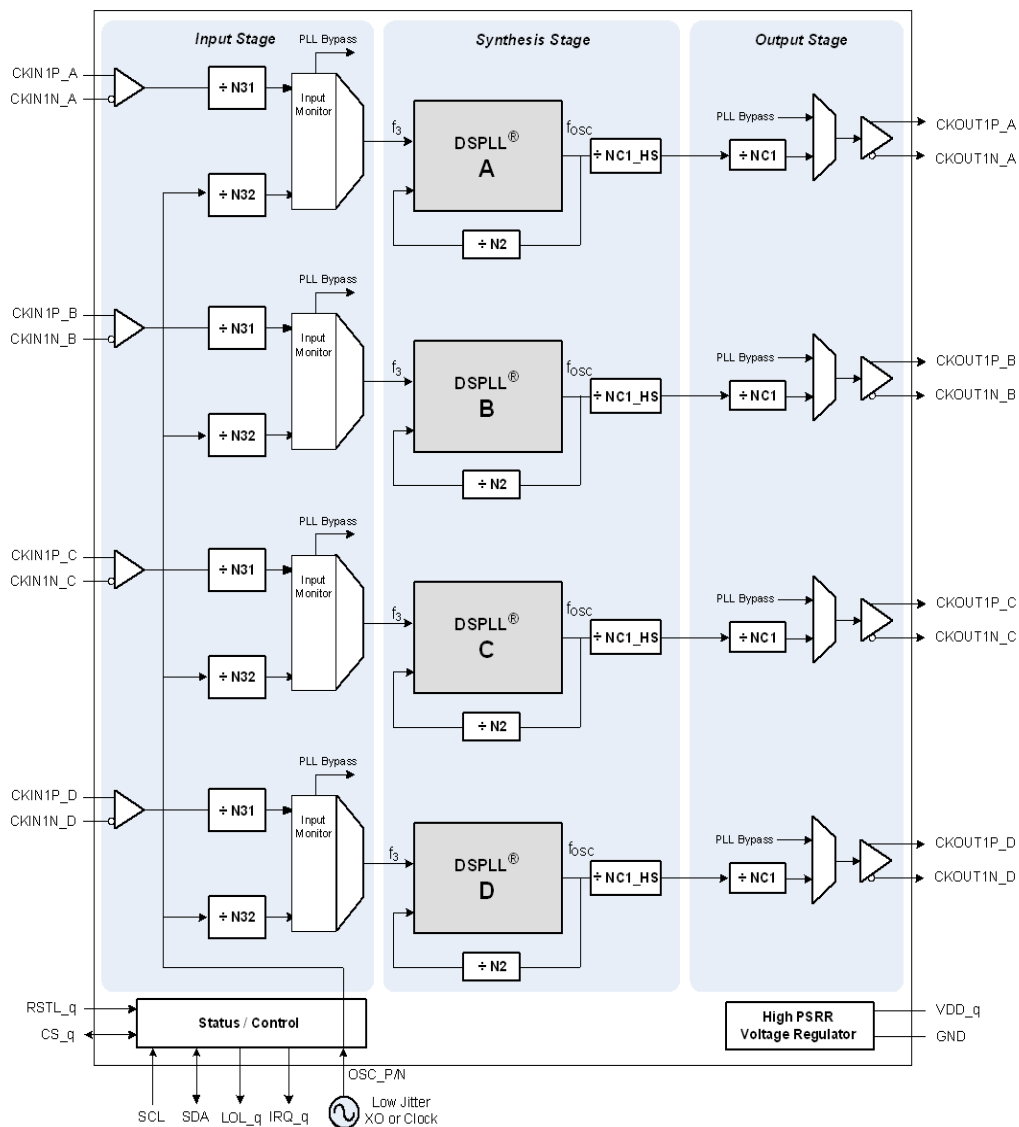 Input Stage
Synthesis Stage
Output Stage
PLL Bypass
CKIN1P_A
CKIN1N_A
÷ N31
Input
Monitor
÷ N32
f3
DSPLL®
A
fOSC
÷ NC1_HS
÷ N2
PLL Bypass
÷ NC1
CKOUT1P_A
CKOUT1N_A
PLL Bypass
CKIN1P_B
CKIN1N_B
÷ N31
Input
Monitor
÷ N32
f3
DSPLL®
B
fOSC
÷ NC1_HS
÷ N2
PLL Bypass
÷ NC1
CKOUT1P_B
CKOUT1N_B
PLL Bypass
CKIN1P_C
CKIN1N_C
÷ N31
Input
Monitor
÷ N32
f3
DSPLL®
C
fOSC
÷ NC1_HS
÷ N2
PLL Bypass
÷ NC1
CKOUT1P_C
CKOUT1N_C
PLL Bypass
CKIN1P_D
CKIN1N_D
÷ N31
Input
Monitor
÷ N32
f3
DSPLL®
D
fOSC
÷ NC1_HS
÷ N2
PLL Bypass
÷ NC1
CKOUT1P_D
CKOUT1N_D
RSTL_q
CS_q
Status / Control
High PSRR
Voltage Regulator
VDD_q
GND
OSC_P/N
SCL
SDA
LOL_q
IRQ_q
Low Jitter
XO or Clock